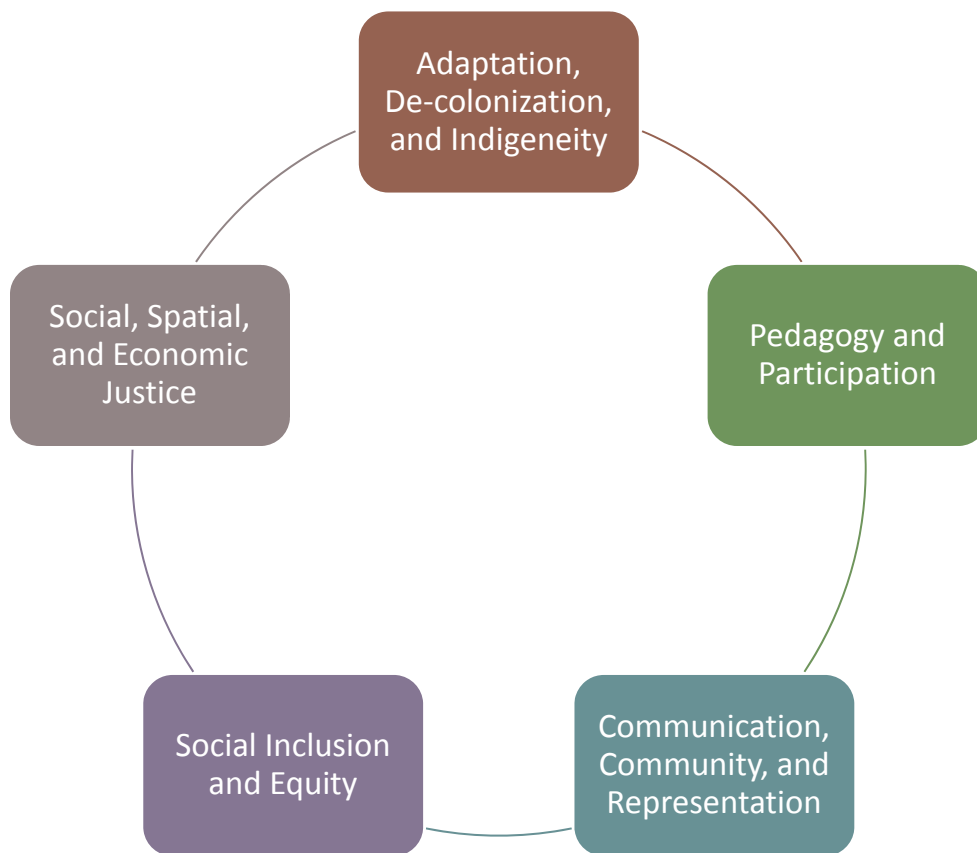 Adaptation,
De-colonization,
and Indigeneity
Pedagogy and
Participation
Communication,
Community, and
Representation
Social Inclusion
and Equity
Social, Spatial,
and Economic
Justice